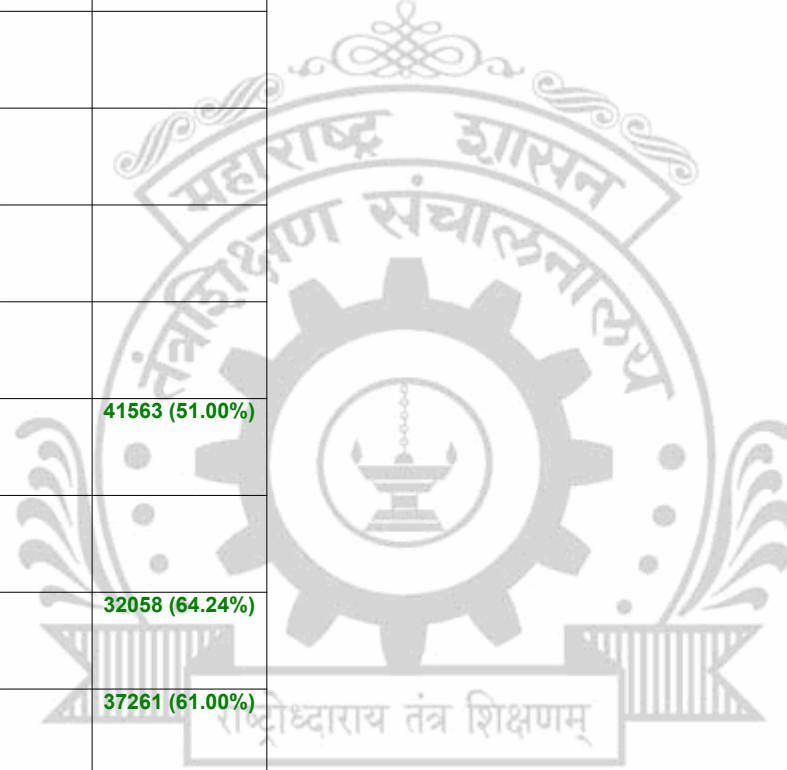 महाराष्ट्र शासन
तंत्रशिक्षण संचालनालय
41563 (51.00%)
32058 (64.24%)
37261 (61.00%)
राष्ट्रोध्दाराय तंत्र शिक्षणम्